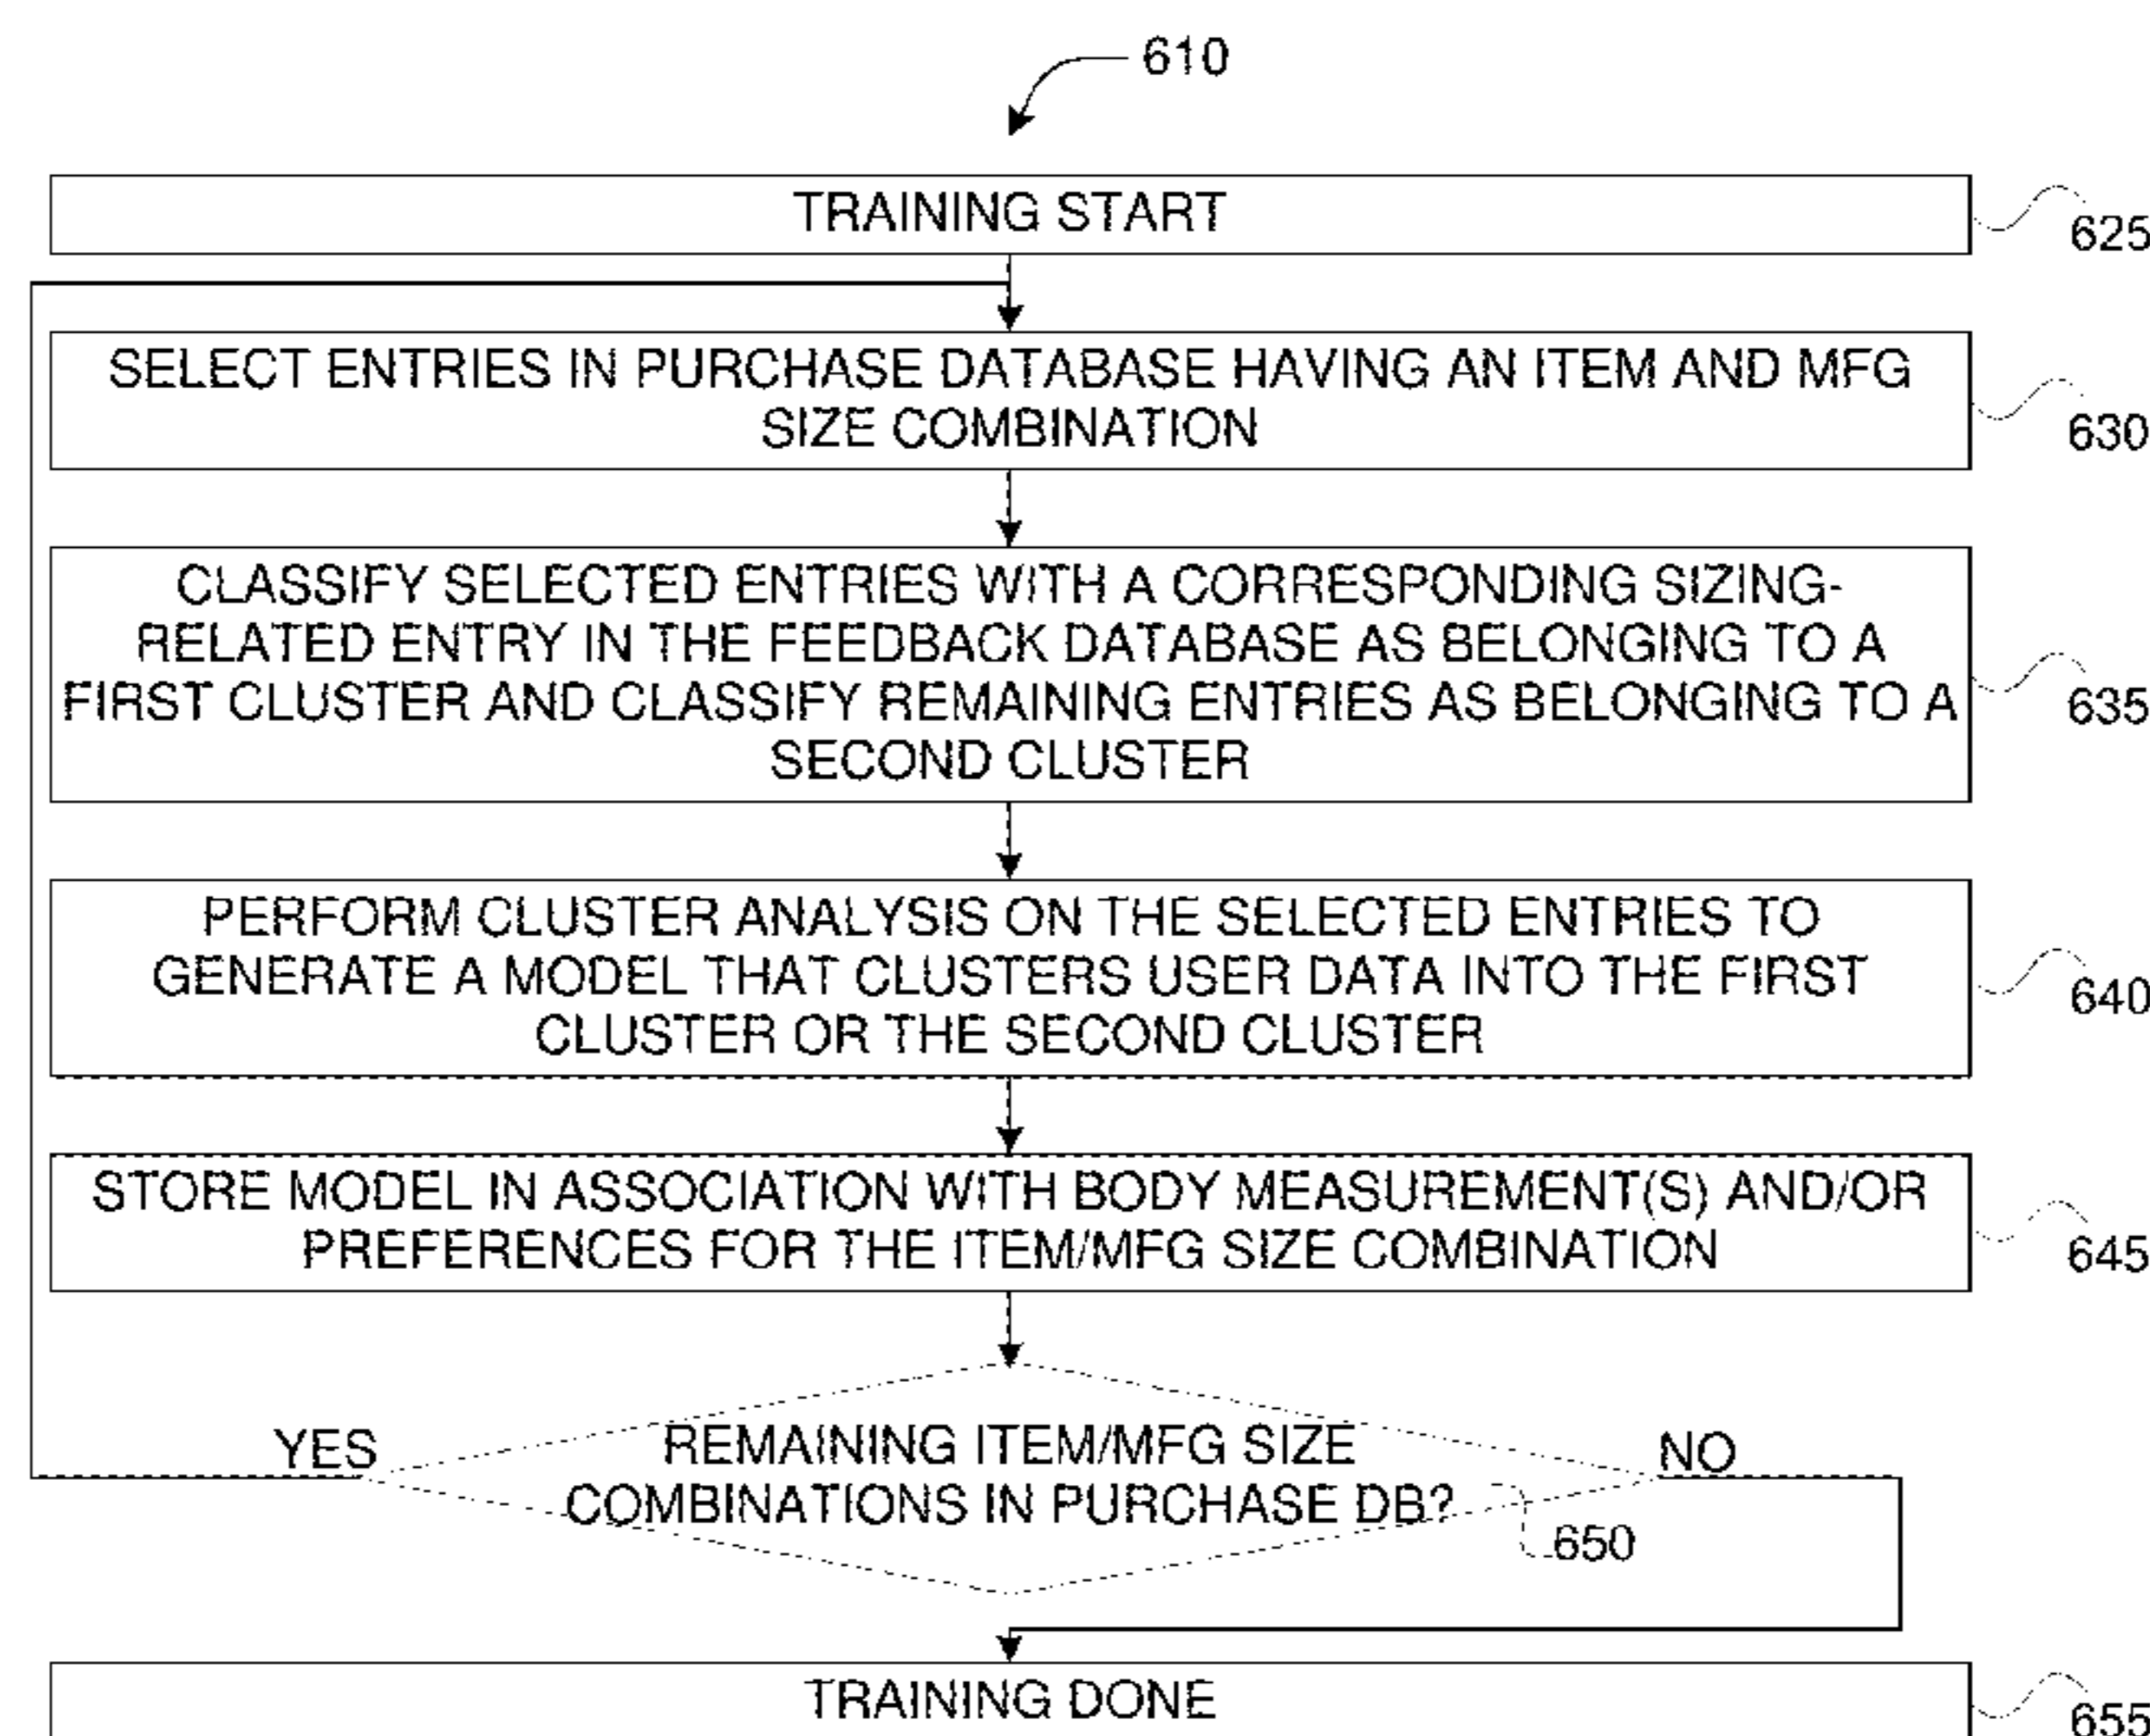 610
TRAINING START
625
SELECT ENTRIES IN PURCHASE DATABASE HAVING AN ITEM AND MFG
SIZE COMBINATION
630
CLASSIFY SELECTED ENTRIES WITH A CORRESPONDING SIZING-
RELATED ENTRY IN THE FEEDBACK DATABASE AS BELONGING TO A
FIRST CLUSTER AND CLASSIFY REMAINING ENTRIES AS BELONGING TO A
SECOND CLUSTER
635
PERFORM CLUSTER ANALYSIS ON THE SELECTED ENTRIES TO
GENERATE A MODEL THAT CLUSTERS USER DATA INTO THE FIRST
CLUSTER OR THE SECOND CLUSTER
640
STORE MODEL IN ASSOCIATION WITH BODY MEASUREMENT(S) AND/OR
PREFERENCES FOR THE ITEM/MFG SIZE COMBINATION
645
YES
REMAINING ITEM/MFG SIZE
COMBINATIONS IN PURCHASE DB?
NO
650
TRAINING DONE
655